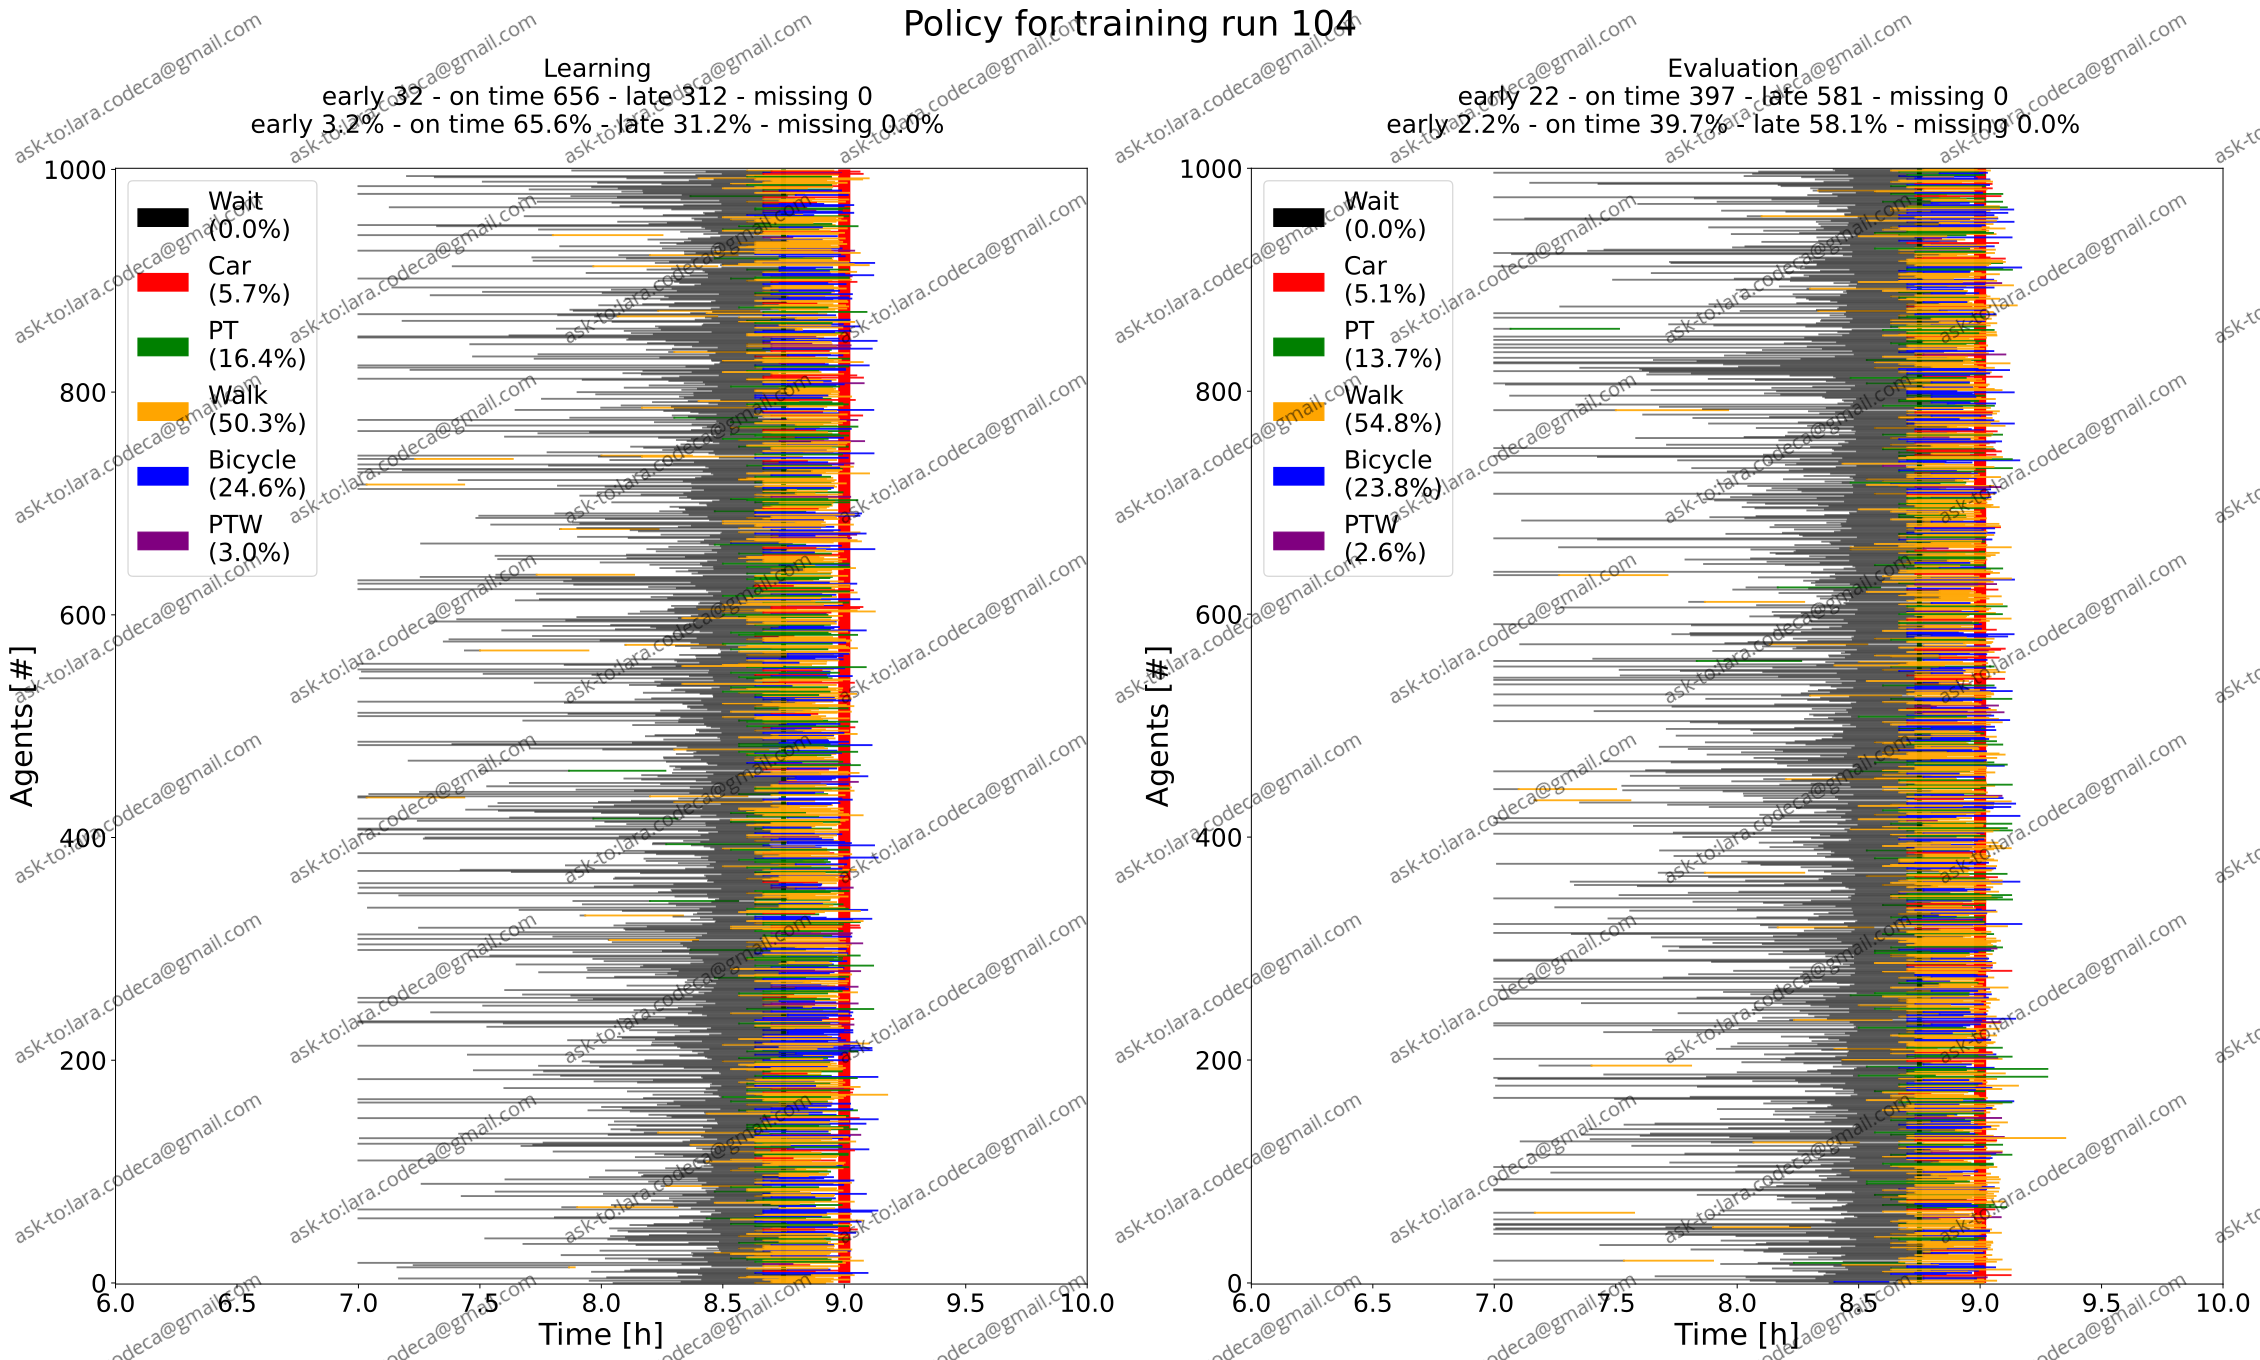 Policy for training run 104
Learning
early 32 - on time 656 - late 312 - missing 0
early 3.2% - on time 65.6% - late 31.2% - missing 0.0%
Evaluation
early 22 - on time 397 - late 581 - missing 0
early 2.2% - on time 39.7% - late 58.1% - missing 0.0%
Wait
(0.0%)
Car
(5.7%)
PT
(16.4%)
Walk
(50.3%)
Bicycle
(24.6%)
PTW
(3.0%)
1000
800
600
400
200
0
Agents [#]
6.0 6.5 7.0 7.5 8.0 8.5 9.0 9.5 10.0
Time [h]
Wait
(0.0%)
Car
(5.1%)
PT
(13.7%)
Walk
(54.8%)
Bicycle
(23.8%)
PTW
(2.6%)
1000
800
600
400
200
0
Agents [#]
6.0 6.5 7.0 7.5 8.0 8.5 9.0 9.5 10.0
Time [h]
ask-to:lara.codeca@gmail.com